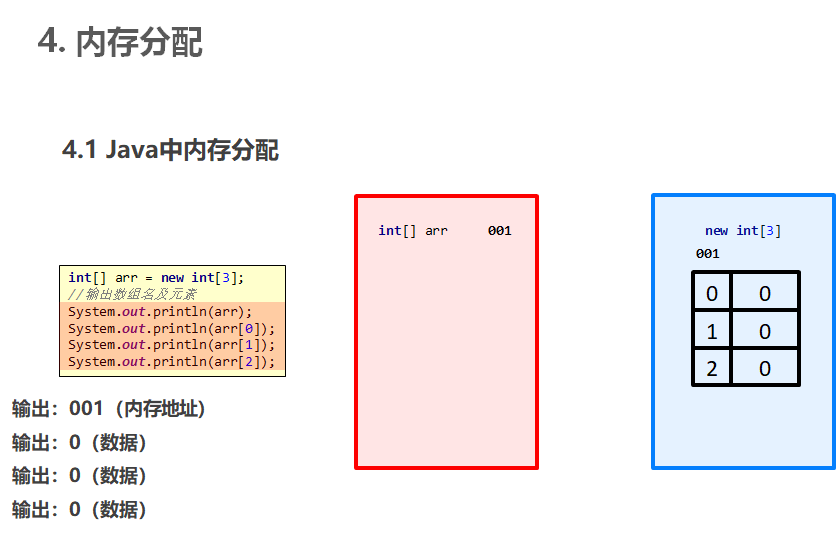 4. 内存分配
4.1 Java中内存分配
int[] arr = new int[3];
//输出数组名及元素
System.out.println(arr);
System.out.println(arr[0]);
System.out.println(arr[1]);
System.out.println(arr[2]);
输出：001（内存地址）
输出：0（数据）
输出：0（数据）
输出：0（数据）
int[] arr 001
new int[3]
001
0 0
1 0
2 0